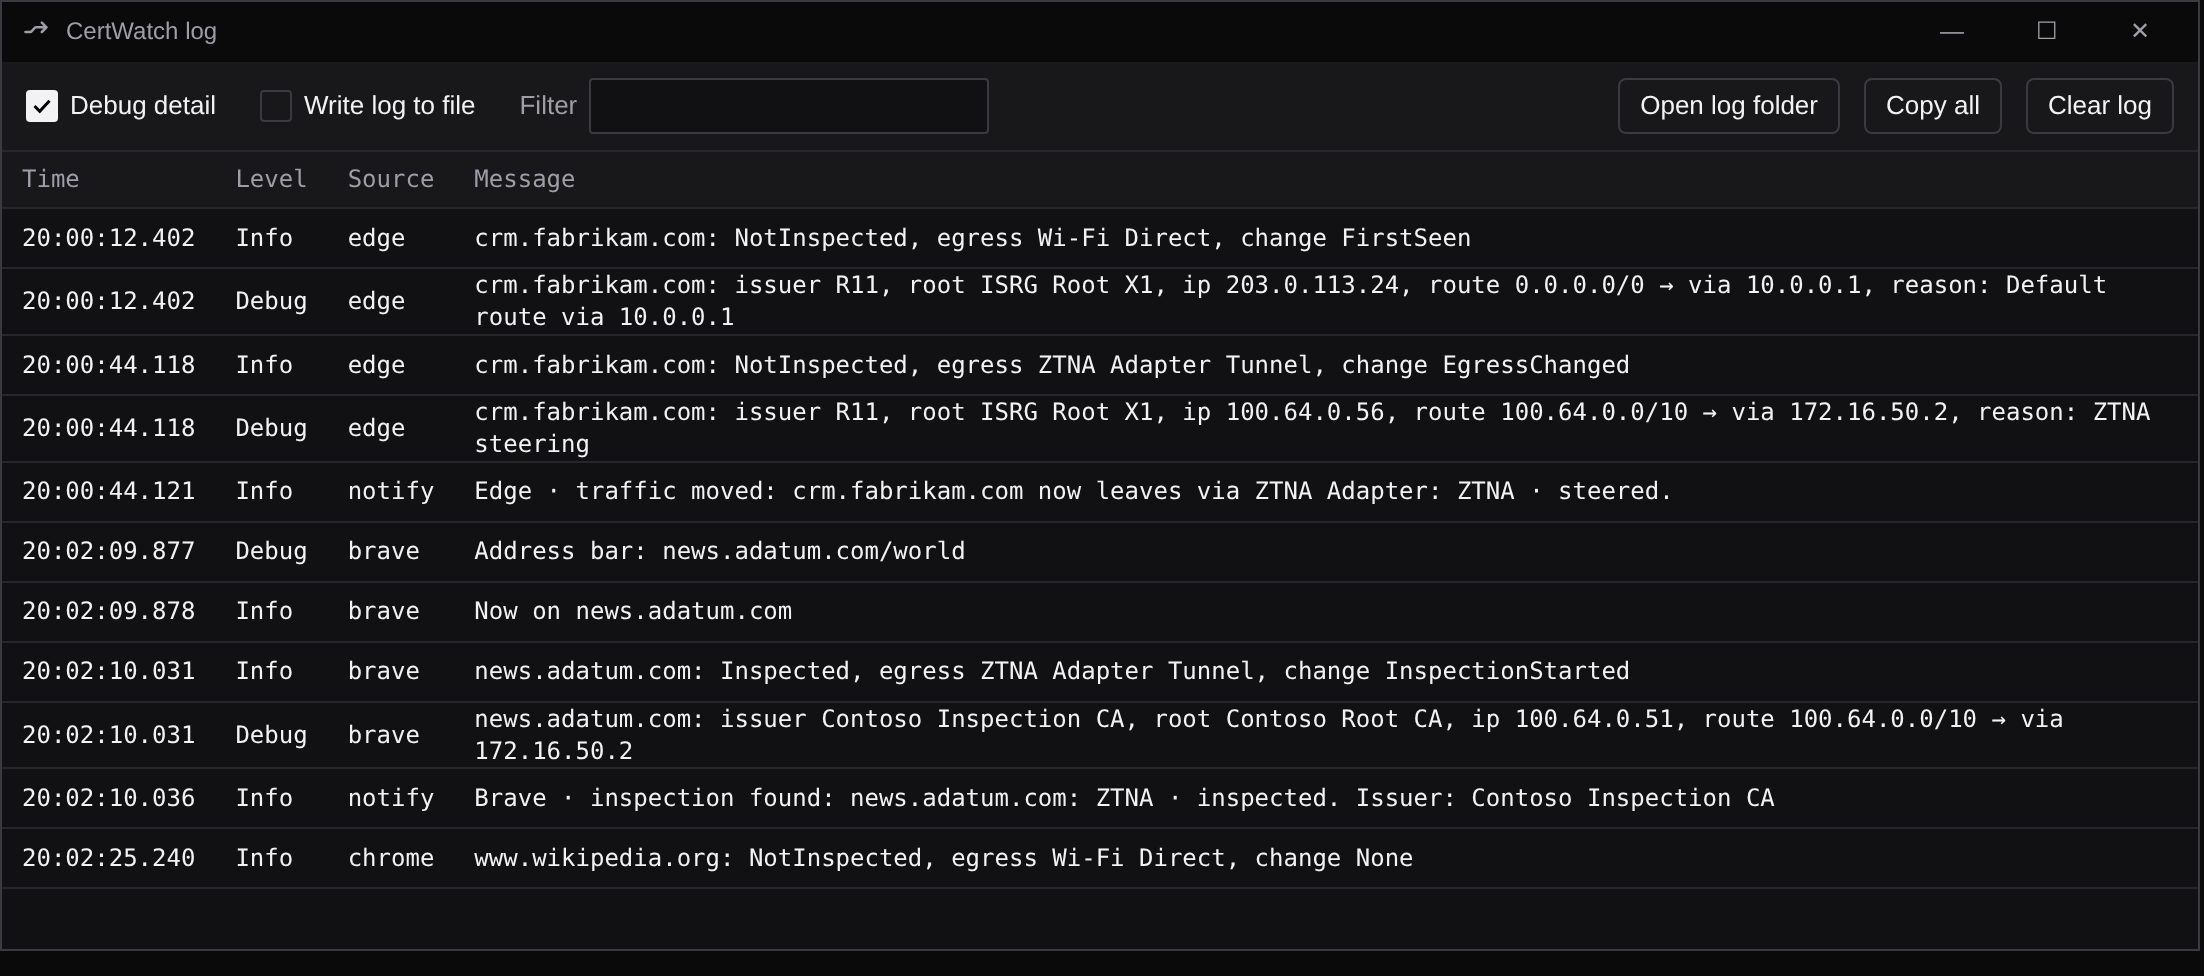 CertWatch log
Debug detail Write log to file Filter Open log folder Copy all Clear log
Time Level Source Message
20:00:12.402 Info edge crm.fabrikam.com: NotInspected, egress Wi-Fi Direct, change FirstSeen
20:00:12.402 Debug edge crm.fabrikam.com: issuer R11, root ISRG Root X1, ip 203.0.113.24, route 0.0.0.0/0 → via 10.0.0.1, reason: Default
route via 10.0.0.1
20:00:44.118 Info edge crm.fabrikam.com: NotInspected, egress ZTNA Adapter Tunnel, change EgressChanged
20:00:44.118 Debug edge crm.fabrikam.com: issuer R11, root ISRG Root X1, ip 100.64.0.56, route 100.64.0.0/10 → via 172.16.50.2, reason: ZTNA
steering
20:00:44.121 Info notify Edge · traffic moved: crm.fabrikam.com now leaves via ZTNA Adapter: ZTNA · steered.
20:02:09.877 Debug brave Address bar: news.adatum.com/world
20:02:09.878 Info brave Now on news.adatum.com
20:02:10.031 Info brave news.adatum.com: Inspected, egress ZTNA Adapter Tunnel, change InspectionStarted
20:02:10.031 Debug brave news.adatum.com: issuer Contoso Inspection CA, root Contoso Root CA, ip 100.64.0.51, route 100.64.0.0/10 → via
172.16.50.2
20:02:10.036 Info notify Brave · inspection found: news.adatum.com: ZTNA · inspected. Issuer: Contoso Inspection CA
20:02:25.240 Info chrome www.wikipedia.org: NotInspected, egress Wi-Fi Direct, change None